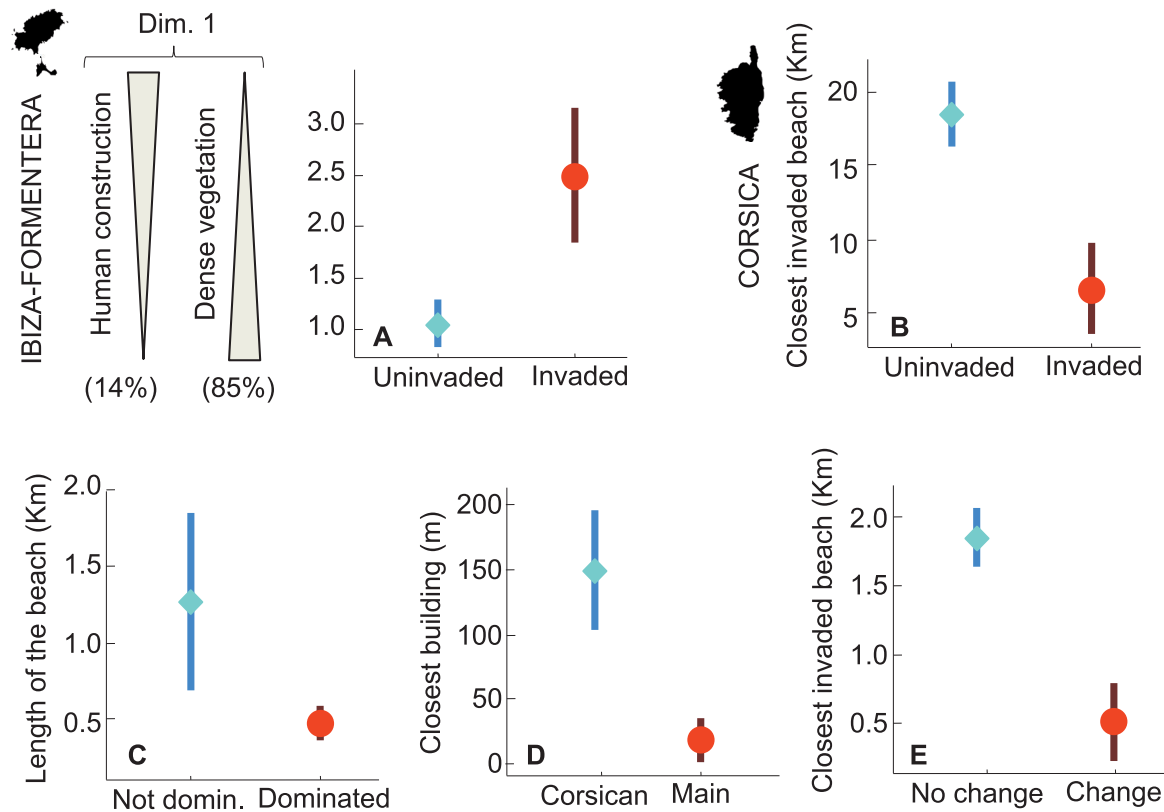 Dim. 1
IBIZA-FORMENTERA
Human construction
Dense vegetation
(14%)
(85%)
3.0
2.5
2.0
1.5
1.0
A
Uninvaded
Invaded
CORSICA
Closest invaded beach (Km)
20
15
10
5
B
Uninvaded
Invaded
Length of the beach (Km)
2.0
1.5
1.0
0.5
C
Not domin.
Dominated
Closest building (m)
200
150
100
50
0
D
Corsican
Main
Closest invaded beach (Km)
2.0
1.5
1.0
0.5
E
No change
Change